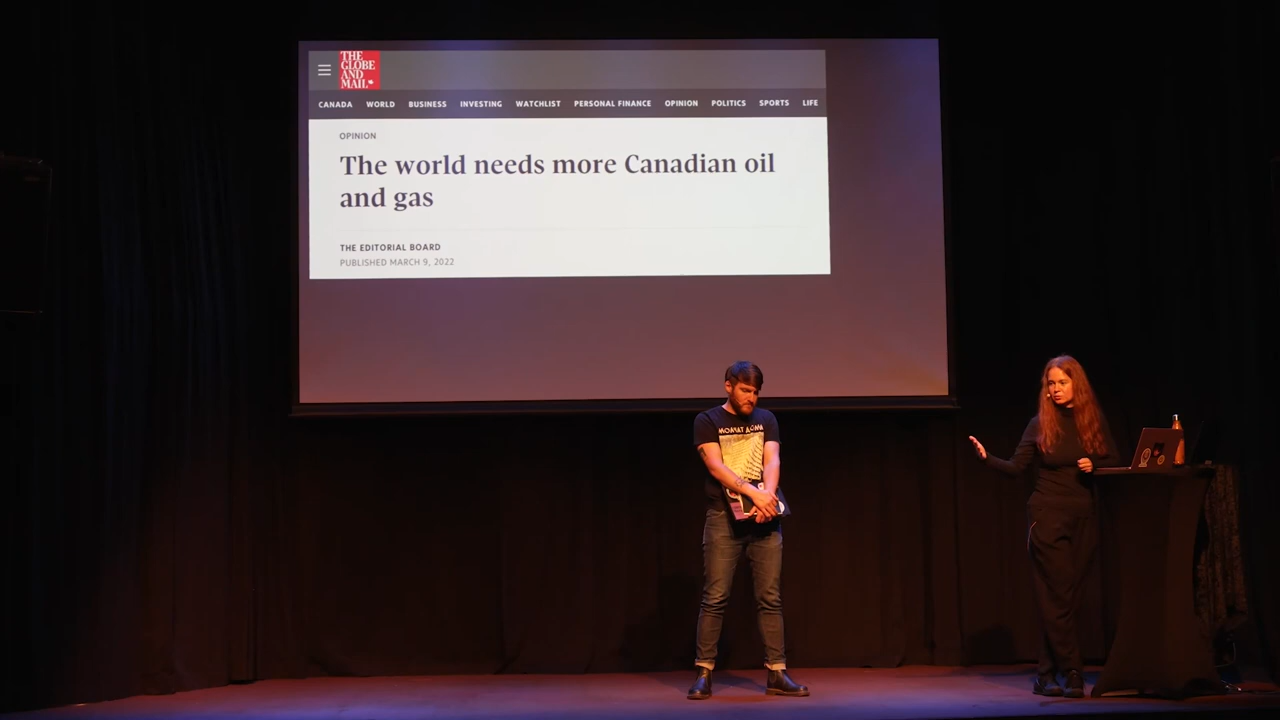 THE
GLOBE
AND
MAIL
CANADA WORLD BUSINESS INVESTING WATCHLIST PERSONAL FINANCE OPINION POLITICS SPORTS LIFE
OPINION
The world needs more Canadian oil
and gas
THE EDITORIAL BOARD
PUBLISHED MARCH 9, 2022